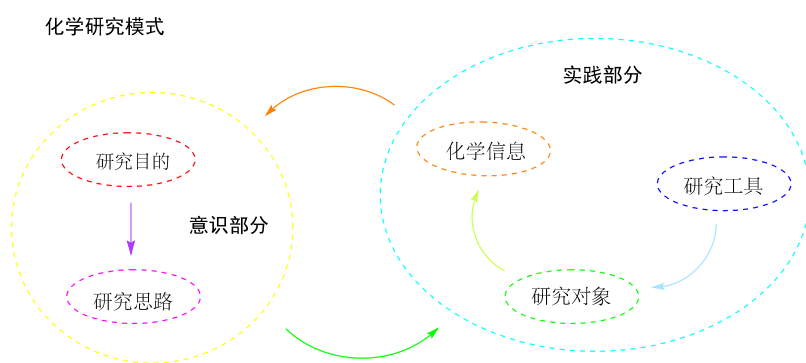 化学研究模式
实践部分
化学信息
研究目的
研究工具
意识部分
研究思路
研究对象